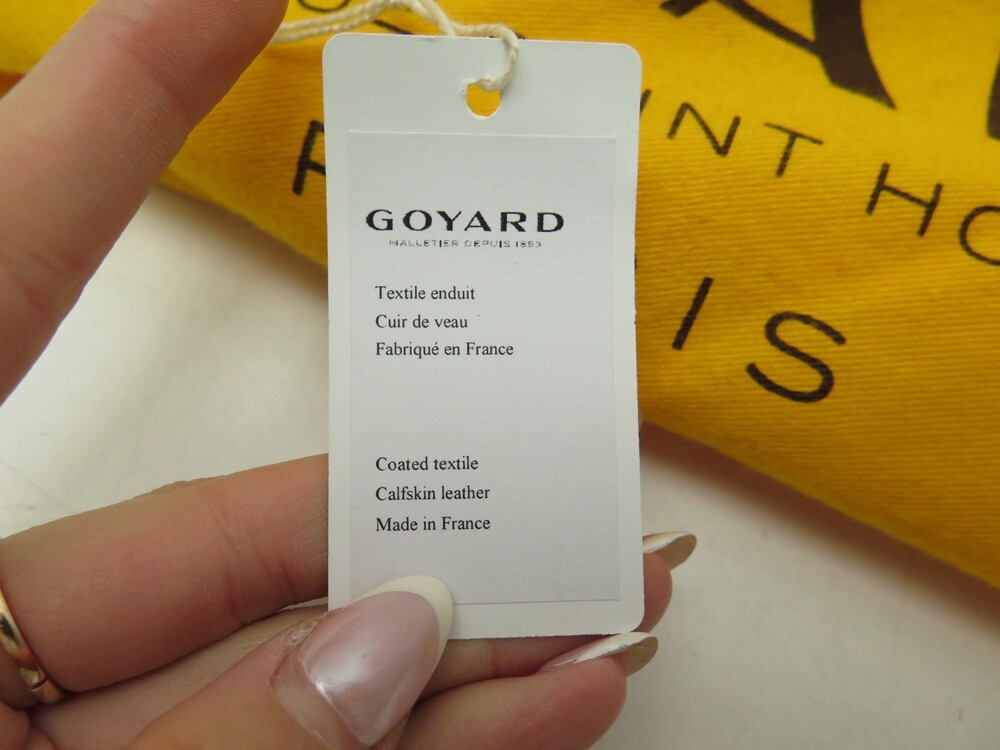 GOYARD
MALLETIER DEPUIS 1853
Textile enduit
Cuir de veau
Fabriqué en France
Coated textile
Calfskin leather
Made in France
NT HO
IS